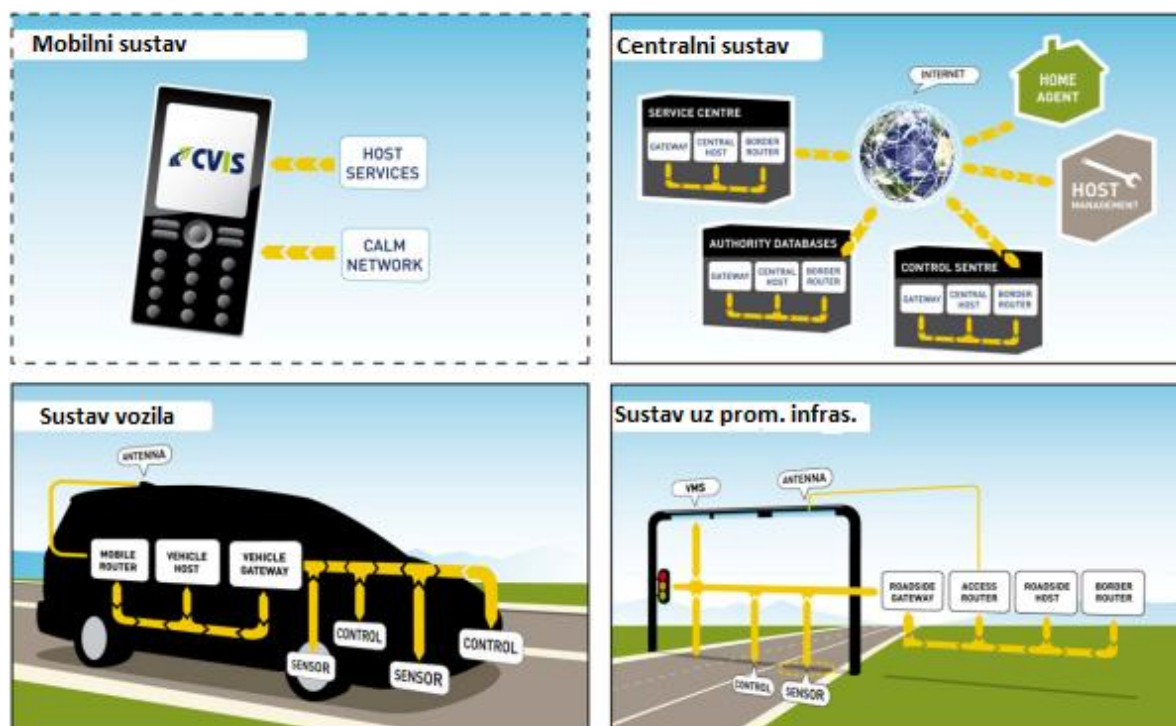 Mobilni sustav
CVIS
HOST
SERVICES
CALM
NETWORK
Centralni sustav
INTERNET
HOME
AGENT
SERVICE CENTRE
GATEWAY
CENTRAL
HOST
BORDER
ROUTER
HOST
MANAGEMENT
AUTHORITY DATABASES
GATEWAY
CENTRAL
HOST
BORDER
ROUTER
CONTROL SENTRE
GATEWAY
CENTRAL
HOST
BORDER
ROUTER
Sustav vozila
ANTENNA
MOBILE
ROUTER
VEHICLE
HOST
VEHICLE
GATEWAY
SENSOR
CONTROL
SENSOR
CONTROL
Sustav uz prom. infras.
VMS
ANTENNA
ROADSIDE
GATEWAY
ACCESS
ROUTER
ROADSIDE
HOST
BORDER
ROUTER
CONTROL
SENSOR